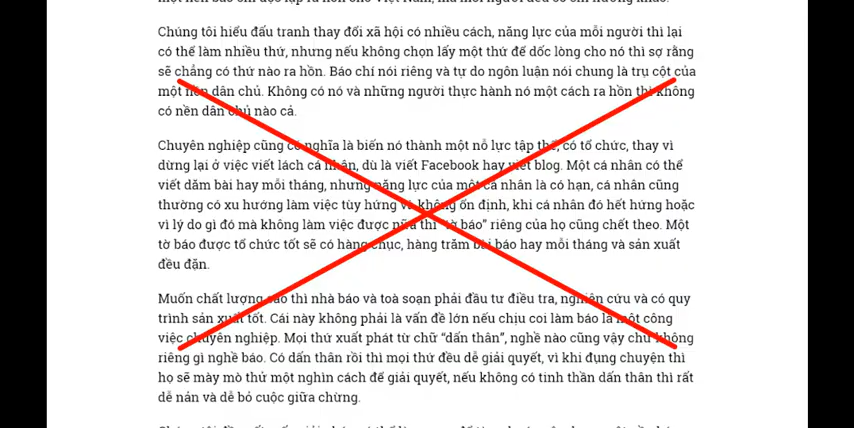 Chúng tôi hiểu đấu tranh thay đổi xã hội có nhiều cách, năng lực của mỗi người thì lại
có thể làm nhiều thứ, nhưng nếu không chọn lấy một thứ để dốc lòng cho nó thì sợ rằng
sẽ chẳng có thứ nào ra hồn. Báo chí nói riêng và tự do ngôn luận nói chung là trụ cột của
một nền dân chủ. Không có nó và những người thực hành nó một cách ra hồn thì không
có nền dân chủ nào cả.
Chuyên nghiệp cũng có nghĩa là biến nó thành một nỗ lực tập thể, có tổ chức, thay vì
dừng lại ở việc viết lách cá nhân, dù là viết Facebook hay viết blog. Một cá nhân có thể
viết dăm bài hay mỗi tháng, nhưng năng lực của một cá nhân là có hạn, cá nhân cũng
thường có xu hướng làm việc tùy hứng và không ổn định, khi cá nhân đó hết hứng hoặc
vì lý do gì đó mà không làm việc được nữa thì “tờ báo” riêng của họ cũng chết theo. Một
tờ báo được tổ chức tốt sẽ có hàng chục, hàng trăm bài báo hay mỗi tháng và sản xuất
đều đặn.
Muốn chất lượng cao thì nhà báo và toà soạn phải đầu tư điều tra, nghiên cứu và có quy
trình sản xuất tốt. Cái này không phải là vấn đề lớn nếu chịu coi làm báo là một công
việc chuyên nghiệp. Mọi thứ xuất phát từ chữ “dấn thân”, nghề nào cũng vậy chứ không
riêng gì nghề báo. Có dấn thân rồi thì mọi thứ đều dễ giải quyết, vì khi đụng chuyện thì
họ sẽ mày mò thử một nghìn cách để giải quyết, nếu không có tinh thần dấn thân thì rất
dễ nản và dễ bỏ cuộc giữa chừng.